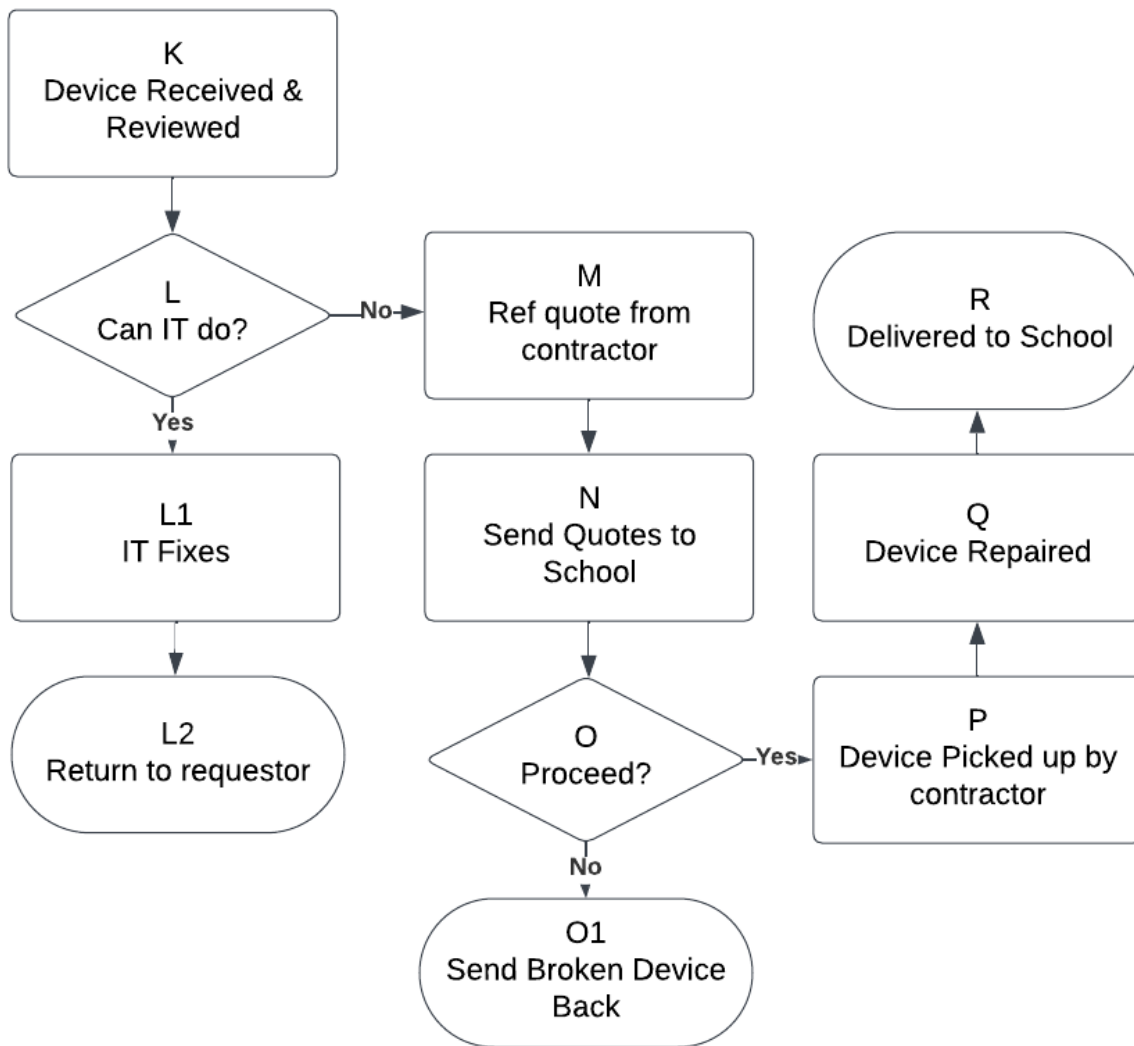 K
Device Received &
Reviewed
L
Can IT do?
No
Yes
L1
IT Fixes
L2
Return to requestor
M
Ref quote from
contractor
N
Send Quotes to
School
O
Proceed?
Yes
No
O1
Send Broken Device
Back
P
Device Picked up by
contractor
Q
Device Repaired
R
Delivered to School